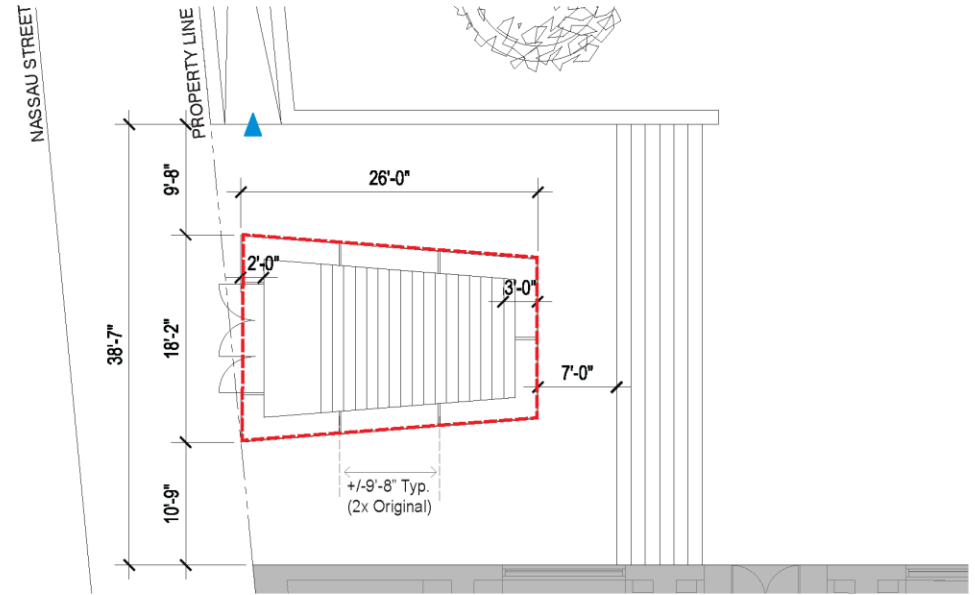 NASSAU STREET
PROPERTY LINE
9'-8"
26'-0"
2'-0"
3'-0"
38'-7"
18'-2"
7'-0"
10'-9"
+/-9'-8" Typ.
(2x Original)